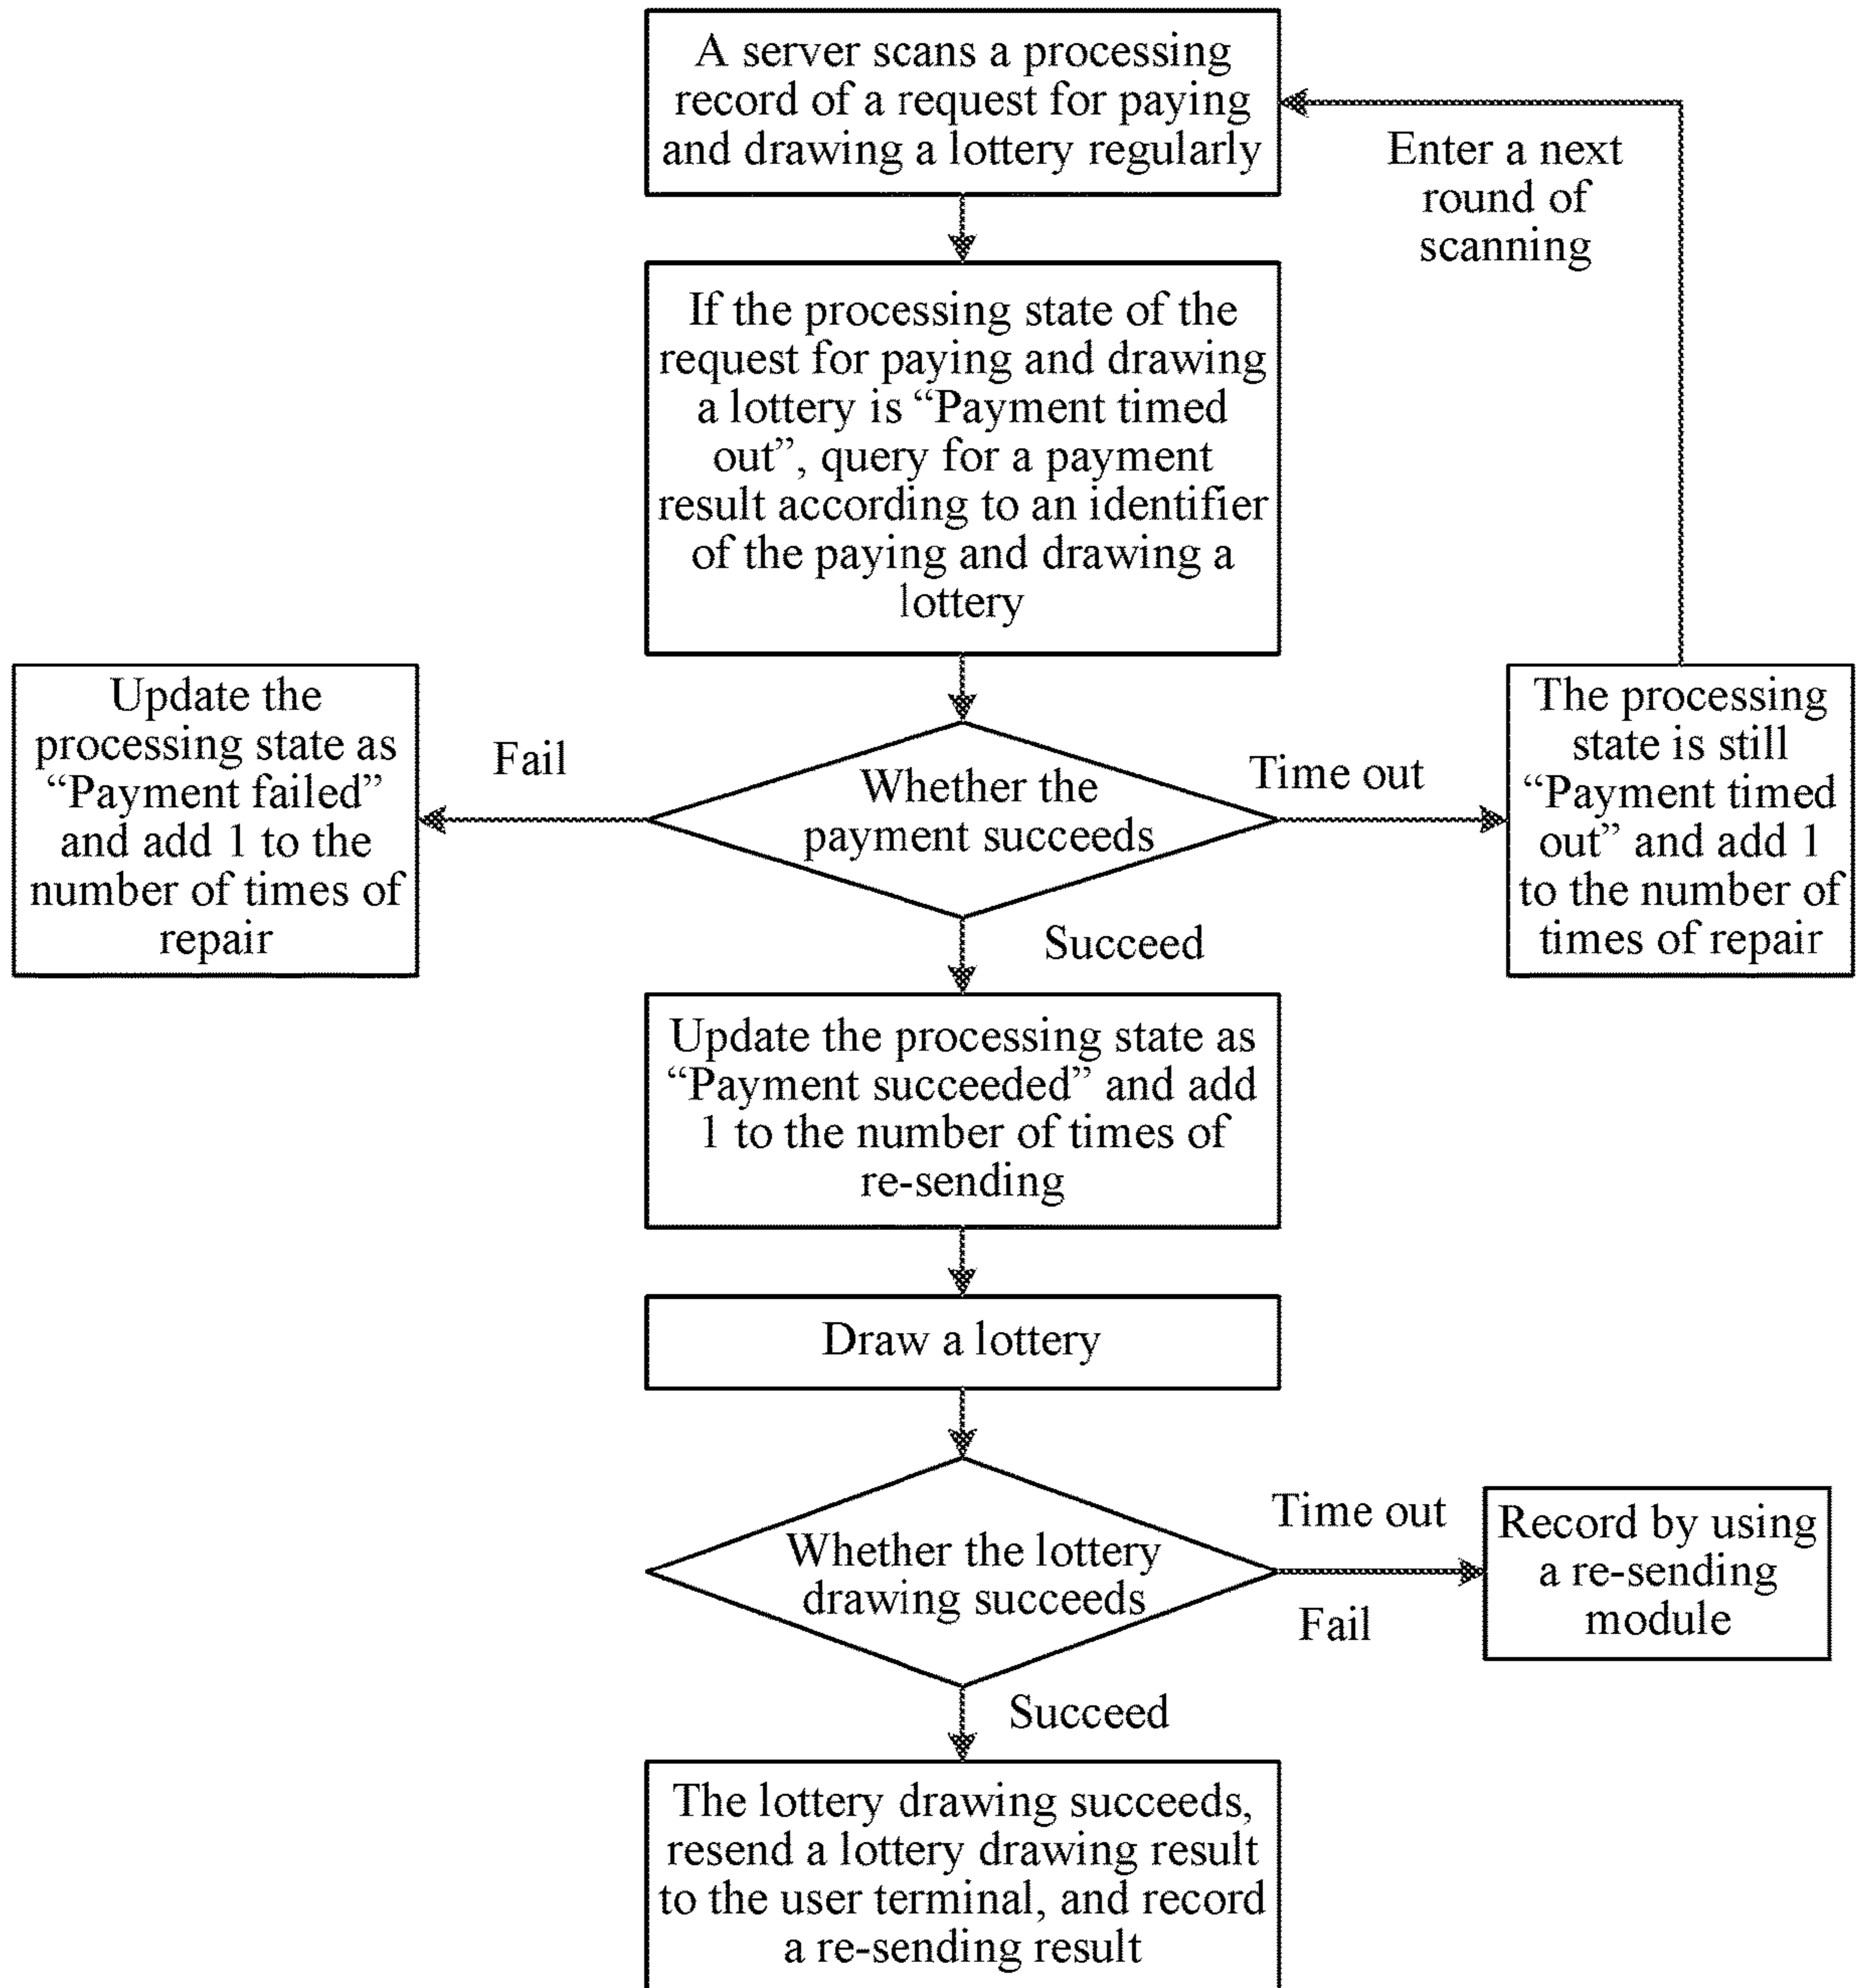 A server scans a processing
record of a request for paying
and drawing a lottery regularly
Enter a next
round of
scanning
If the processing state of the
request for paying and drawing
a lottery is “Payment timed
out”, query for a payment
result according to an identifier
of the paying and drawing a
lottery
Update the
processing state as
“Payment failed”
and add 1 to the
number of times of
repair
Fail
Whether the
payment succeeds
Time out
The processing
state is still
“Payment timed
out” and add 1
to the number of
times of repair
Succeed
Update the processing state as
“Payment succeeded” and add
1 to the number of times of
re-sending
Draw a lottery
Whether the lottery
drawing succeeds
Time out
Fail
Record by using
a re-sending
module
Succeed
The lottery drawing succeeds,
resend a lottery drawing result
to the user terminal, and record
a re-sending result